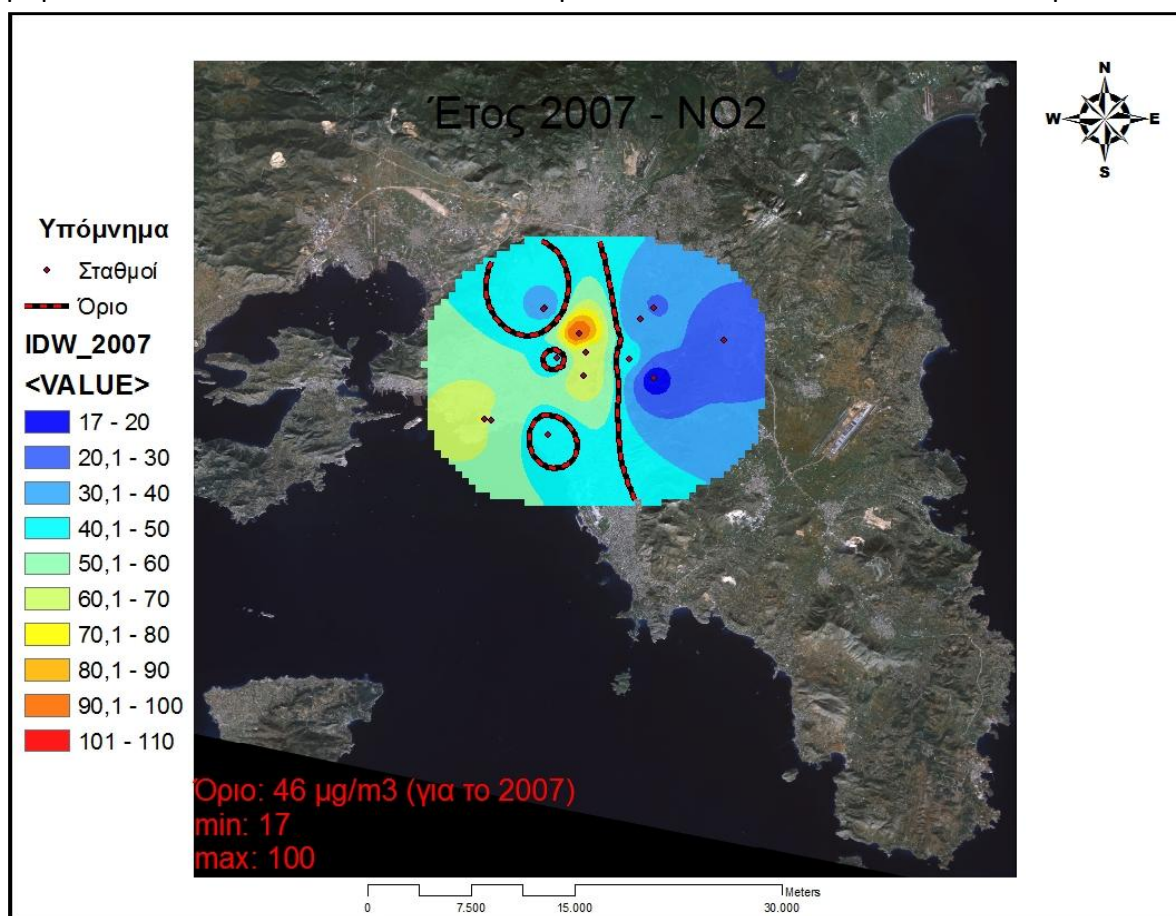 Έτος 2007 - NO2
N
W
E
S
Υπόμνημα
Σταθμοί
Όριο
IDW_2007
<VALUE>
17 - 20
20,1 - 30
30,1 - 40
40,1 - 50
50,1 - 60
60,1 - 70
70,1 - 80
80,1 - 90
90,1 - 100
101 - 110
Όριο: 46 μg/m3 (για το 2007)
min: 17
max: 100
Meters
0 7.500 15.000 30.000